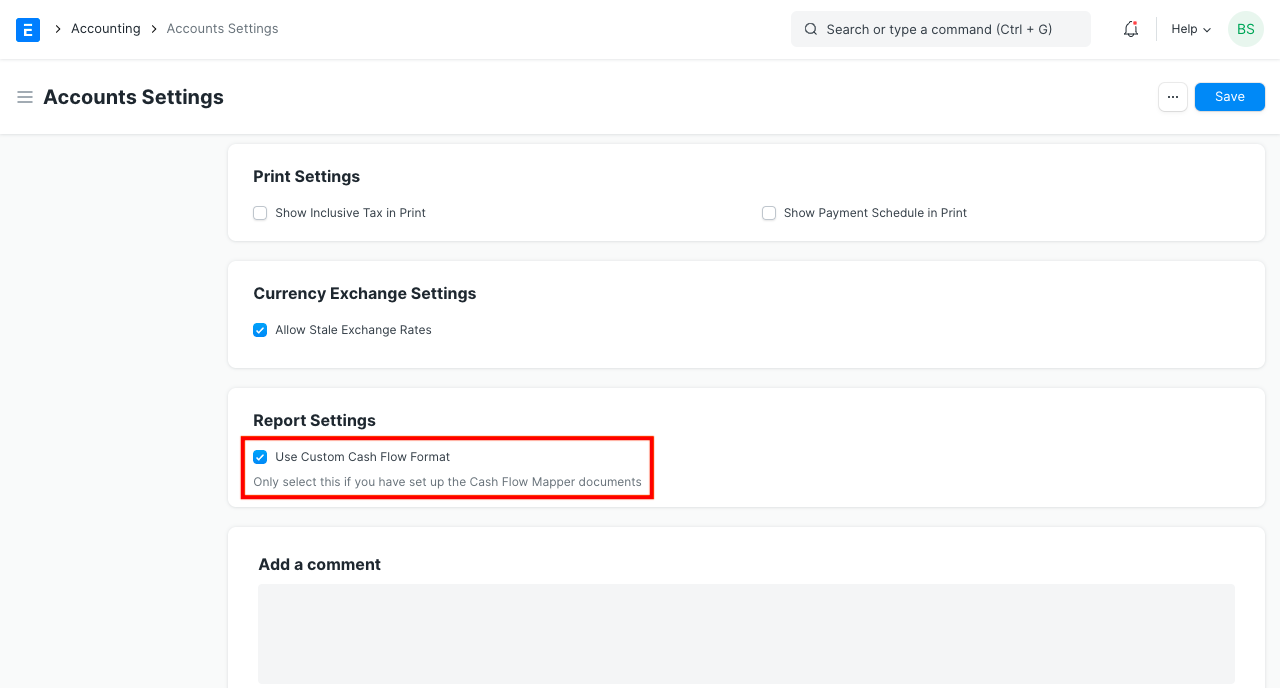 E
Accounting
Accounts Settings
Search or type a command (Ctrl + G)
Help
BS
Accounts Settings
...
Save
Print Settings
Show Inclusive Tax in Print
Show Payment Schedule in Print
Currency Exchange Settings
Allow Stale Exchange Rates
Report Settings
Use Custom Cash Flow Format
Only select this if you have set up the Cash Flow Mapper documents
Add a comment